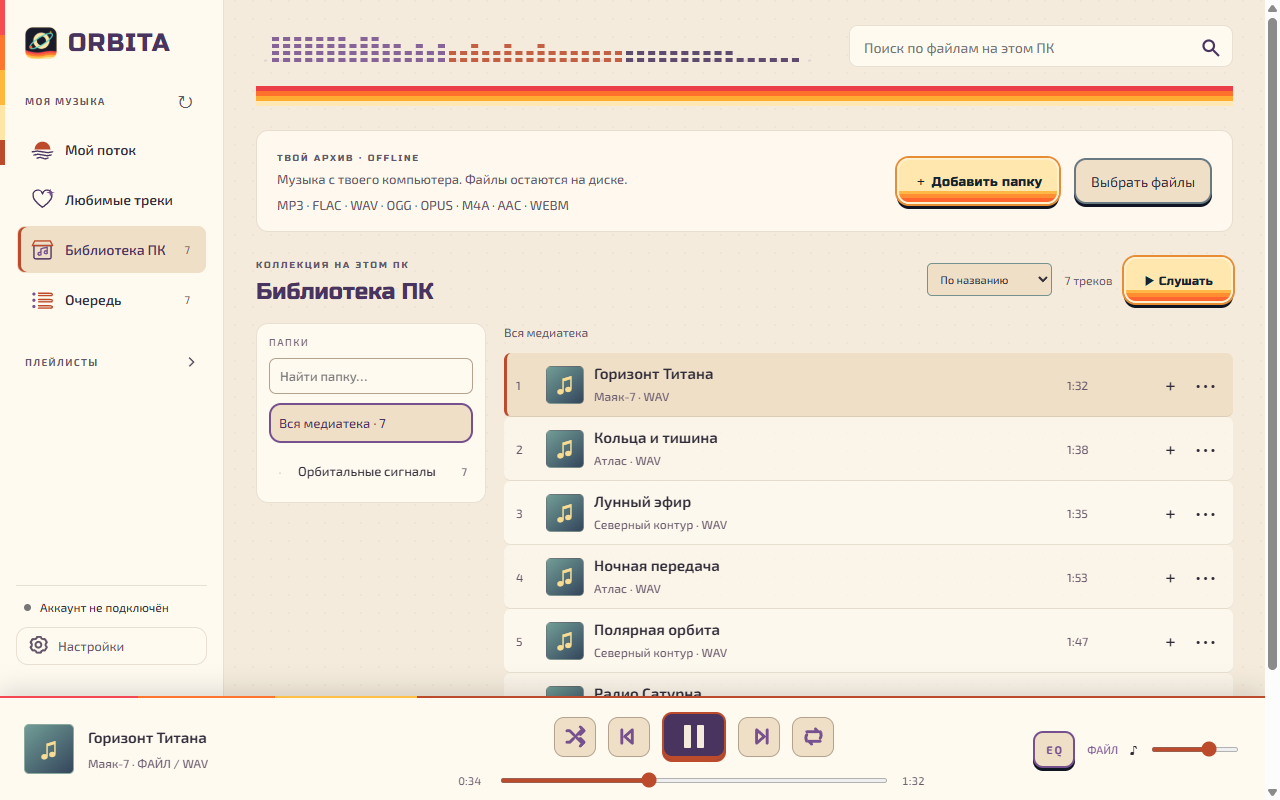 ORBITA
МОЯ МУЗЫКА
Мой поток
Любимые треки
Библиотека ПК 7
Очередь 7
ПЛЕЙЛИСТЫ
Аккаунт не подключён
Настройки
Поиск по файлам на этом ПК
ТВОЙ АРХИВ · OFFLINE
Музыка с твоего компьютера. Файлы остаются на диске.
MP3 · FLAC · WAV · OGG · OPUS · M4A · AAC · WEBM
+ Добавить папку
Выбрать файлы
КОЛЛЕКЦИЯ НА ЭТОМ ПК
Библиотека ПК
По названию
7 треков
▶ Слушать
ПАПКИ
Найти папку...
Вся медиатека · 7
Орбитальные сигналы 7
Вся медиатека
1 Горизонт Титана 1:32 + ···
Маяк-7 · WAV
2 Кольца и тишина 1:38 + ···
Атлас · WAV
3 Лунный эфир 1:35 + ···
Северный контур · WAV
4 Ночная передача 1:53 + ···
Атлас · WAV
5 Полярная орбита 1:47 + ···
Северный контур · WAV
Радио Сатурна
Горизонт Титана
Маяк-7 · ФАЙЛ / WAV
0:34
1:32
EQ
ФАЙЛ ♪